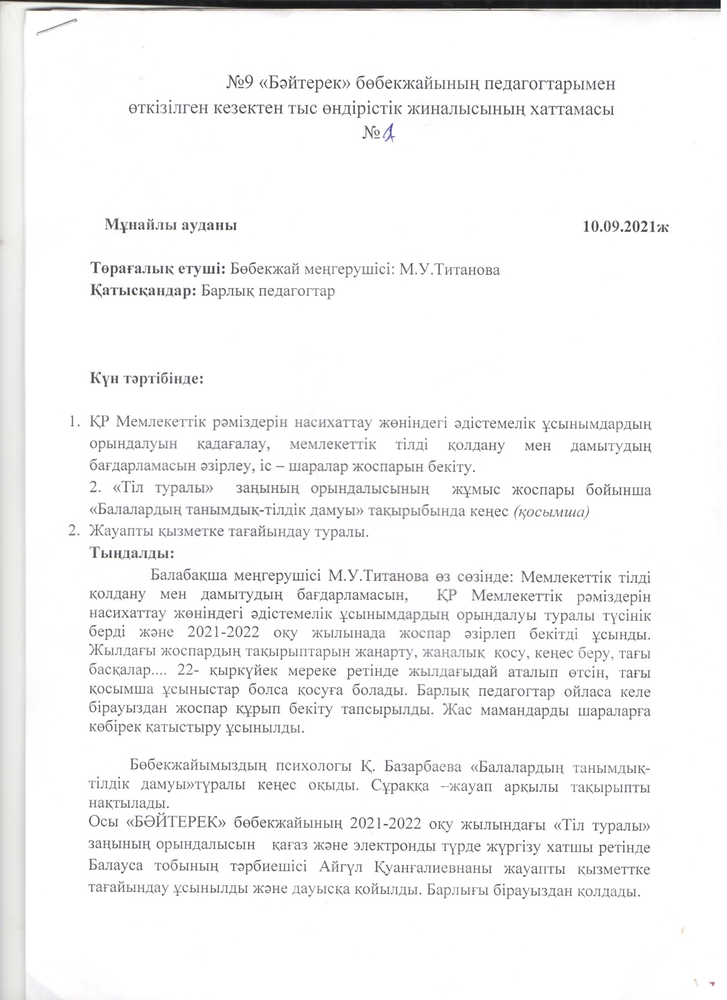 №9 «Бәйтерек» бөбекжайының педагогтарымен
өткізілген кезектен тыс өндірістік жиналысының хаттамасы
№1
Мұнайлы ауданы 10.09.2021ж
Төрағалық етуші: Бөбекжай меңгерушісі: М.У.Титанова
Қатысқандар: Барлық педагогтар
Күн тәртібінде:
1. ҚР Мемлекеттік рәміздерін насихаттау жөніндегі әдістемелік ұсынымдардың
орындалуын қадағалау, мемлекеттік тілді қолдану мен дамытудың
бағдарламасын әзірлеу, іс – шаралар жоспарын бекіту.
2. «Тіл туралы» заңының орындалысының жұмыс жоспары бойынша
«Балалардың танымдық-тілдік дамуы» тақырыбында кеңес (қосымша)
2. Жауапты қызметке тағайындау туралы.
Тыңдалды:
Балабақша меңгерушісі М.У.Титанова өз сөзінде: Мемлекеттік тілді
қолдану мен дамытудың бағдарламасын, ҚР Мемлекеттік рәміздерін
насихаттау жөніндегі әдістемелік ұсынымдардың орындалуы туралы түсінік
берді және 2021-2022 оқу жылынада жоспар әзірлеп бекітді ұсынды.
Жылдағы жоспардың тақырыптарын жаңарту, жаңалық қосу, кеңес беру, тағы
басқалар.... 22- қыркүйек мереке ретінде жылдағыдай аталып өтсін, тағы
қосымша ұсыныстар болса қосуға болады. Барлық педагогтар ойласа келе
бірауыздан жоспар құрып бекіту тапсырылды. Жас мамандарды шараларға
көбірек қатыстыру ұсынылды.
Бөбекжайымыздың психологы Қ. Базарбаева «Балалардың танымдық-
тілдік дамуы»түралы кеңес оқыды. Сұраққа –жауап арқылы тақырыпты
нақтылады.
Осы «БӘЙТЕРЕК» бөбекжайының 2021-2022 оқу жылындағы «Тіл туралы»
заңының орындалысын қағаз және электронды түрде жүргізу хатшы ретінде
Балауса тобының тәрбиешісі Айгүл Қуанғалиевнаны жауапты қызметтке
тағайындау ұсынылды және дауысқа қойылды. Барлығы бірауыздан қолдады.